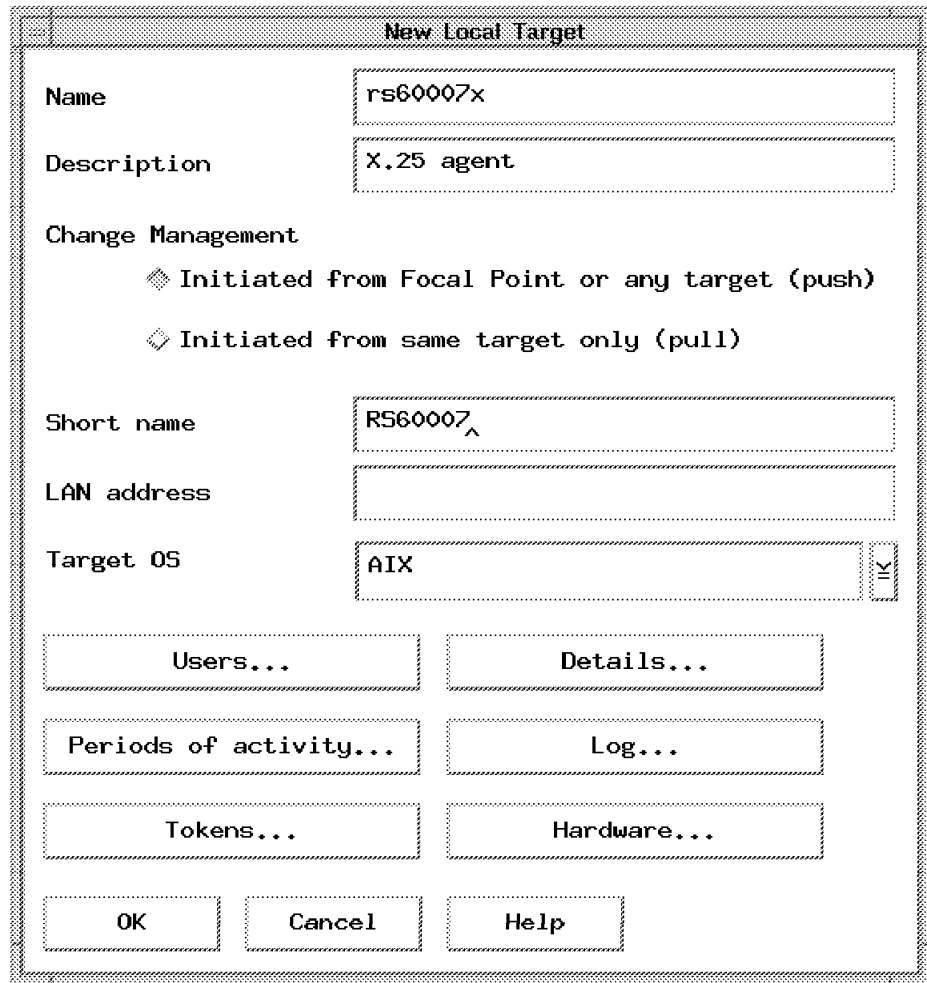 New Local Target
Name rs60007x
Description X.25 agent
Change Management
Initiated from Focal Point or any target (push)
Initiated from same target only (pull)
Short name RS60007
LAN address
Target OS AIX
Users... Details...
Periods of activity... Log...
Tokens... Hardware...
OK Cancel Help